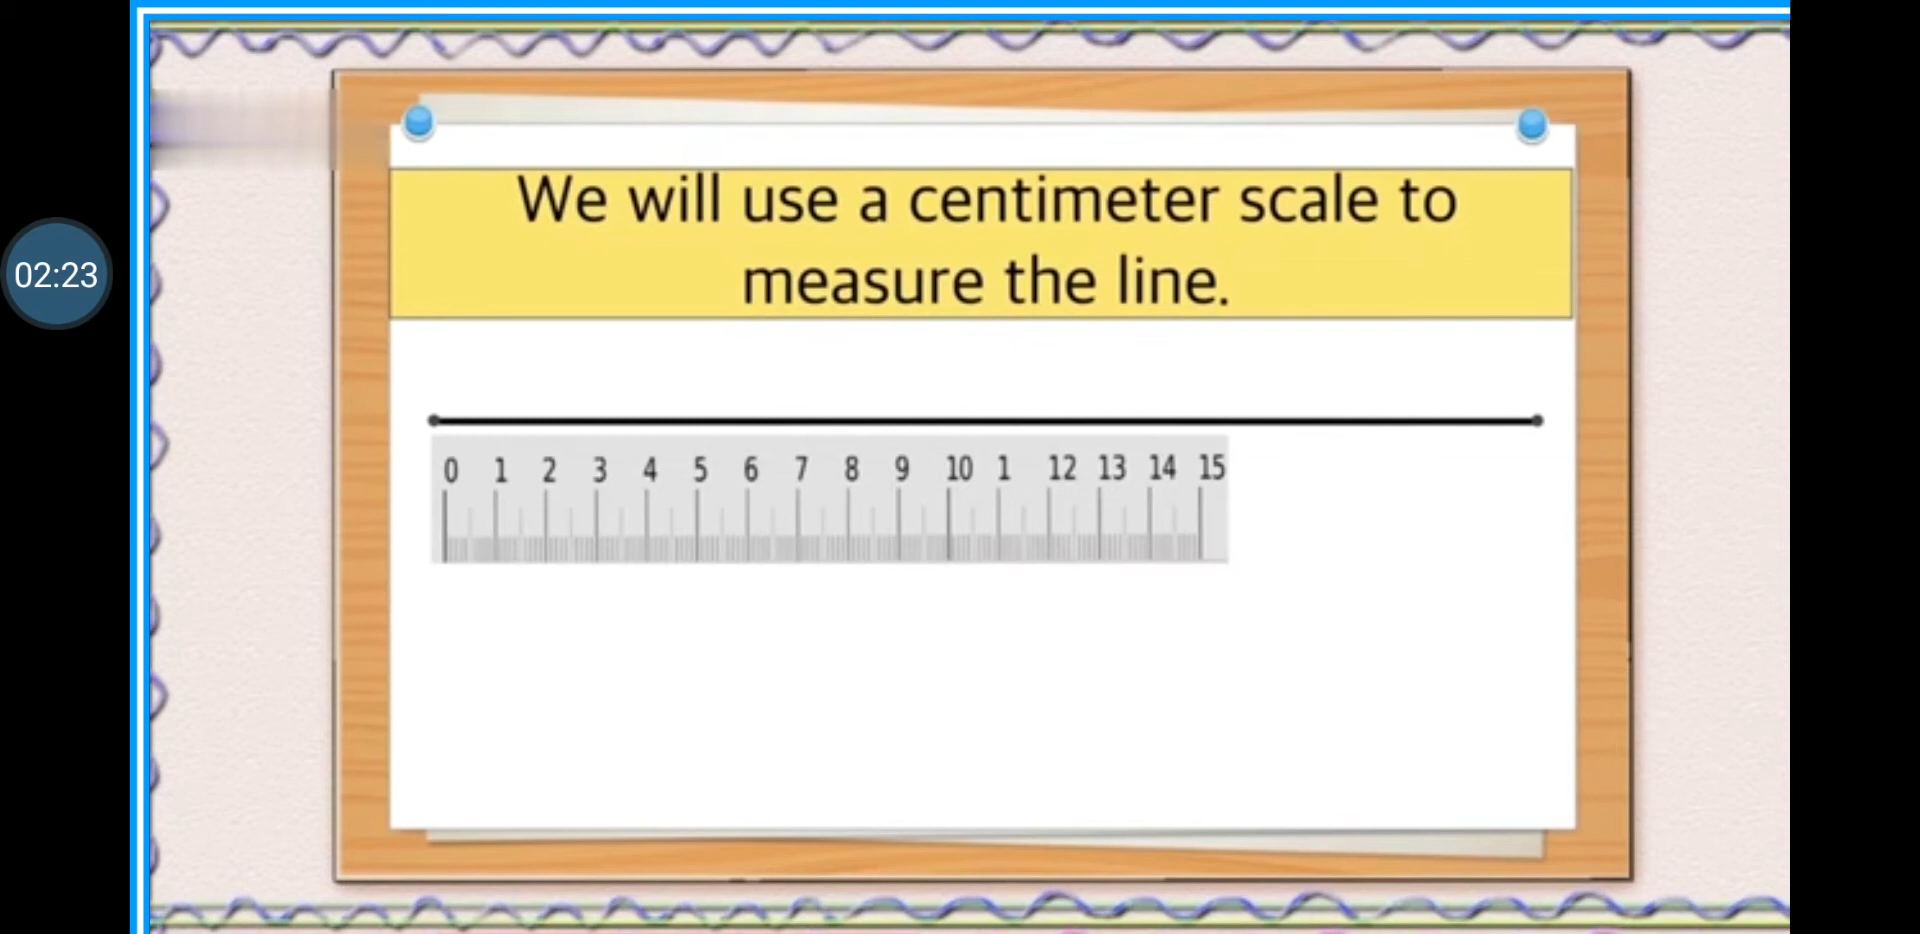 We will use a centimeter scale to
measure the line.
02:23
0 1 2 3 4 5 6 7 8 9 10 1 12 13 14 15